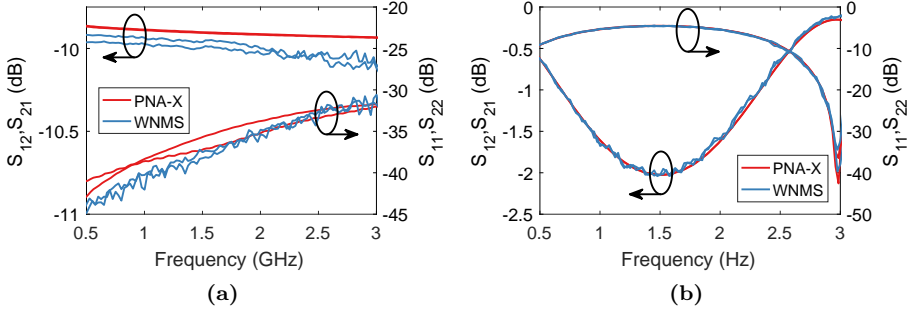 -10
-10.5
-11
S12,S21 (dB)
0.5
1
1.5
2
2.5
3
Frequency (GHz)
-22
-25
-30
-35
-40
-45
S11,S22 (dB)
PNA-X
WNMS
(a)
0
-0.5
-1
-1.5
-2
-2.5
S12,S21 (dB)
0.5
1
1.5
2
2.5
3
Frequency (Hz)
0
-10
-20
-30
-40
-50
S11,S22 (dB)
PNA-X
WNMS
(b)